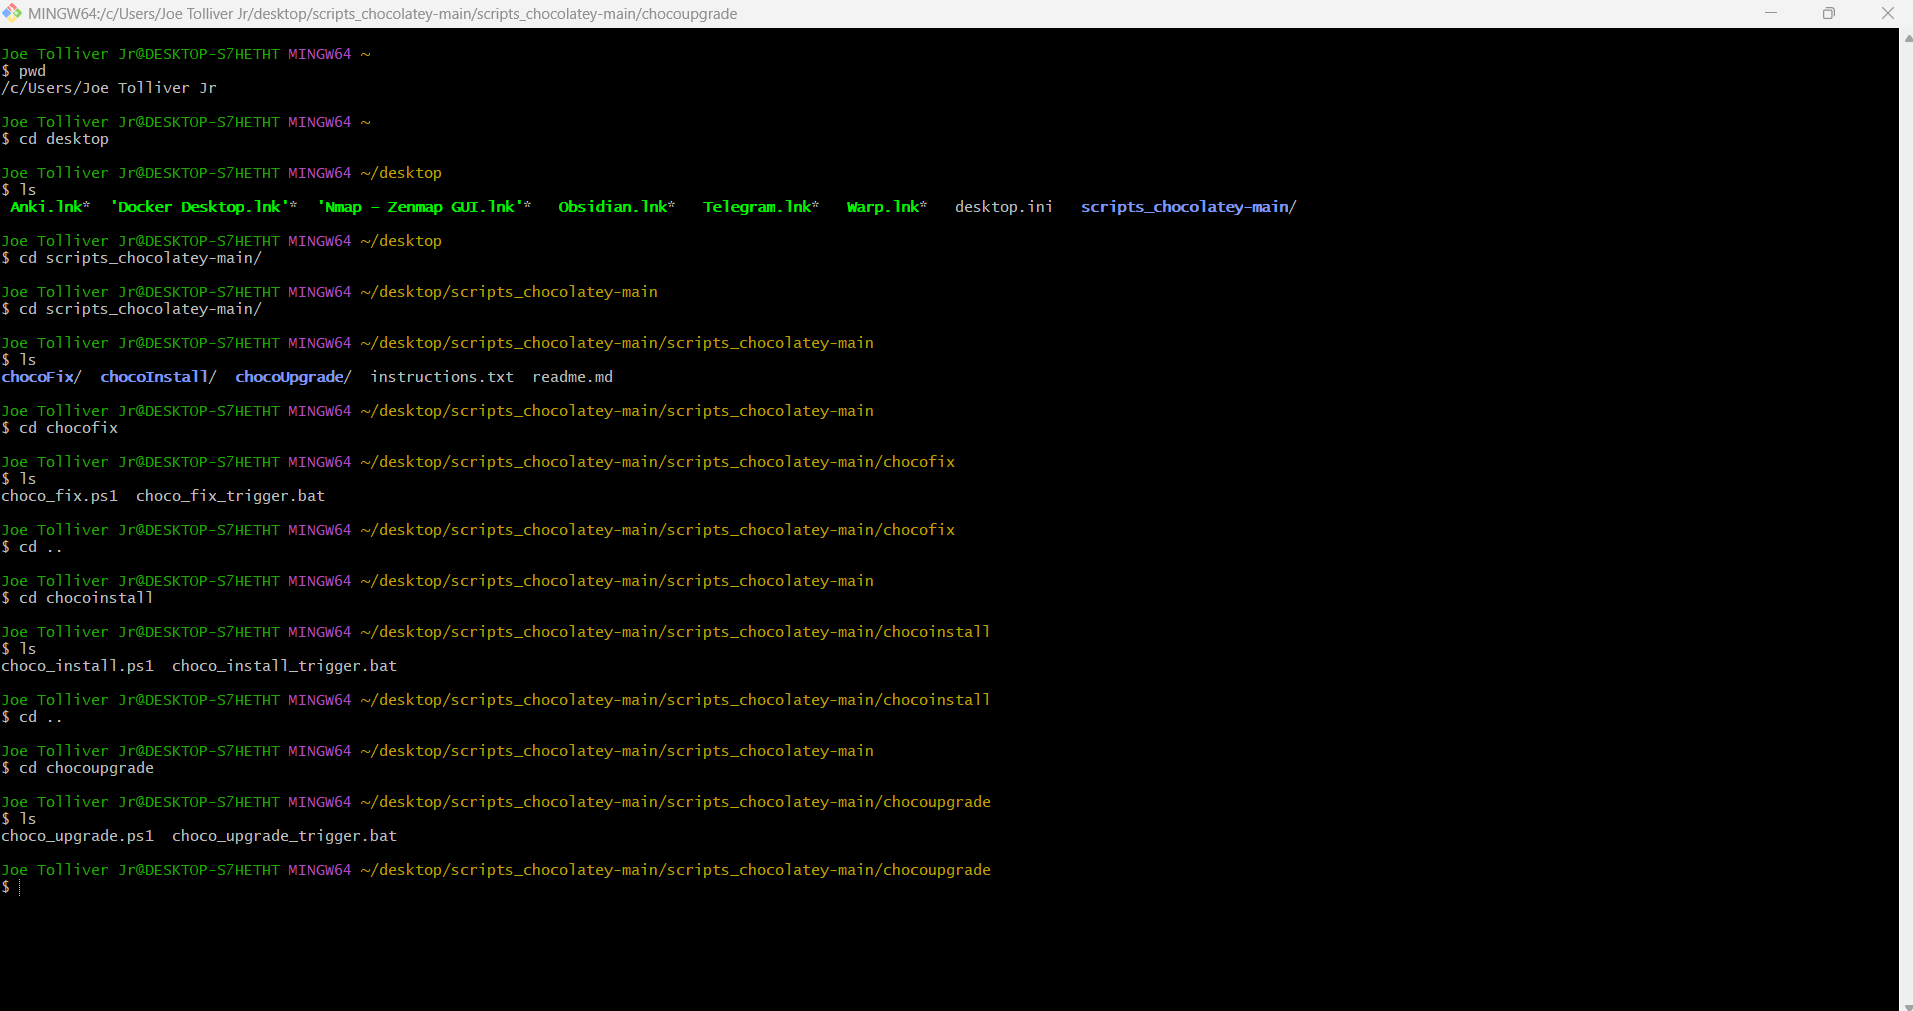 MINGW64:/c/Users/Joe Tolliver Jr/desktop/scripts_chocolatey-main/scripts_chocolatey-main/chocoupgrade
Joe Tolliver Jr@DESKTOP-S7HETHT MINGW64 ~
$ pwd
/c/Users/Joe Tolliver Jr
Joe Tolliver Jr@DESKTOP-S7HETHT MINGW64 ~
$ cd desktop
Joe Tolliver Jr@DESKTOP-S7HETHT MINGW64 ~/desktop
$ ls
Anki.lnk*  'Docker Desktop.lnk'*  'Nmap - Zenmap GUI.lnk'*   Obsidian.lnk*   Telegram.lnk*   Warp.lnk*   desktop.ini   scripts_chocolatey-main/
Joe Tolliver Jr@DESKTOP-S7HETHT MINGW64 ~/desktop
$ cd scripts_chocolatey-main/
Joe Tolliver Jr@DESKTOP-S7HETHT MINGW64 ~/desktop/scripts_chocolatey-main
$ cd scripts_chocolatey-main/
Joe Tolliver Jr@DESKTOP-S7HETHT MINGW64 ~/desktop/scripts_chocolatey-main/scripts_chocolatey-main
$ ls
chocoFix/  chocoInstall/  chocoUpgrade/  instructions.txt  readme.md
Joe Tolliver Jr@DESKTOP-S7HETHT MINGW64 ~/desktop/scripts_chocolatey-main/scripts_chocolatey-main
$ cd chocofix
Joe Tolliver Jr@DESKTOP-S7HETHT MINGW64 ~/desktop/scripts_chocolatey-main/scripts_chocolatey-main/chocofix
$ ls
choco_fix.ps1  choco_fix_trigger.bat
Joe Tolliver Jr@DESKTOP-S7HETHT MINGW64 ~/desktop/scripts_chocolatey-main/scripts_chocolatey-main/chocofix
$ cd ..
Joe Tolliver Jr@DESKTOP-S7HETHT MINGW64 ~/desktop/scripts_chocolatey-main/scripts_chocolatey-main
$ cd chocoinstall
Joe Tolliver Jr@DESKTOP-S7HETHT MINGW64 ~/desktop/scripts_chocolatey-main/scripts_chocolatey-main/chocoinstall
$ ls
choco_install.ps1  choco_install_trigger.bat
Joe Tolliver Jr@DESKTOP-S7HETHT MINGW64 ~/desktop/scripts_chocolatey-main/scripts_chocolatey-main/chocoinstall
$ cd ..
Joe Tolliver Jr@DESKTOP-S7HETHT MINGW64 ~/desktop/scripts_chocolatey-main/scripts_chocolatey-main
$ cd chocoupgrade
Joe Tolliver Jr@DESKTOP-S7HETHT MINGW64 ~/desktop/scripts_chocolatey-main/scripts_chocolatey-main/chocoupgrade
$ ls
choco_upgrade.ps1  choco_upgrade_trigger.bat
Joe Tolliver Jr@DESKTOP-S7HETHT MINGW64 ~/desktop/scripts_chocolatey-main/scripts_chocolatey-main/chocoupgrade
$